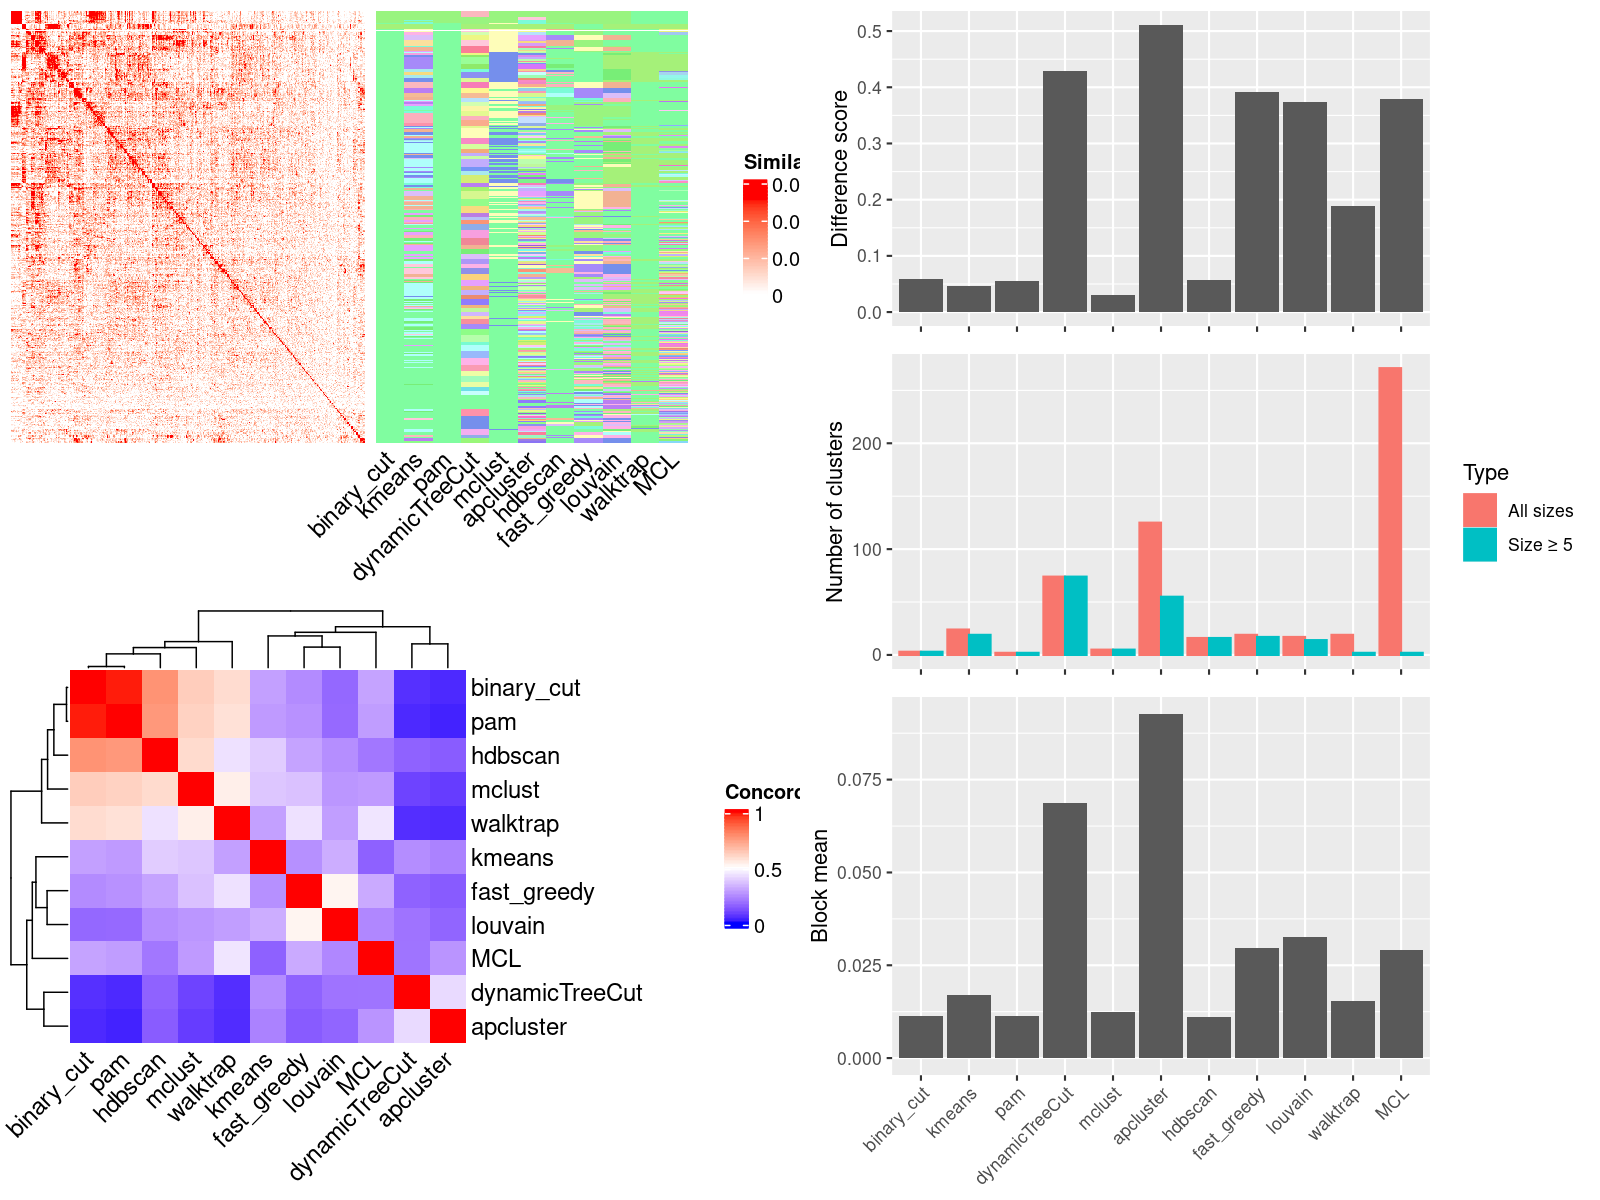 Simila
0.0
0.0
0.0
0
binary_cut
kmeans
pam
dynamicTreeCut
mclust
apcluster
hdbscan
fast_greedy
louvain
walktrap
MCL
binary_cut
pam
hdbscan
mclust
walktrap
kmeans
fast_greedy
louvain
MCL
dynamicTreeCut
apcluster
binary_cut
pam
hdbscan
mclust
walktrap
kmeans
fast_greedy
louvain
MCL
dynamicTreeCut
apcluster
Concord
1
0.5
0
Difference score
0.5
0.4
0.3
0.2
0.1
0.0
Number of clusters
200
100
0
Type
All sizes
Size ≥ 5
Block mean
0.075
0.050
0.025
0.000
binary_cut
kmeans
pam
dynamicTreeCut
mclust
apcluster
hdbscan
fast_greedy
louvain
walktrap
MCL